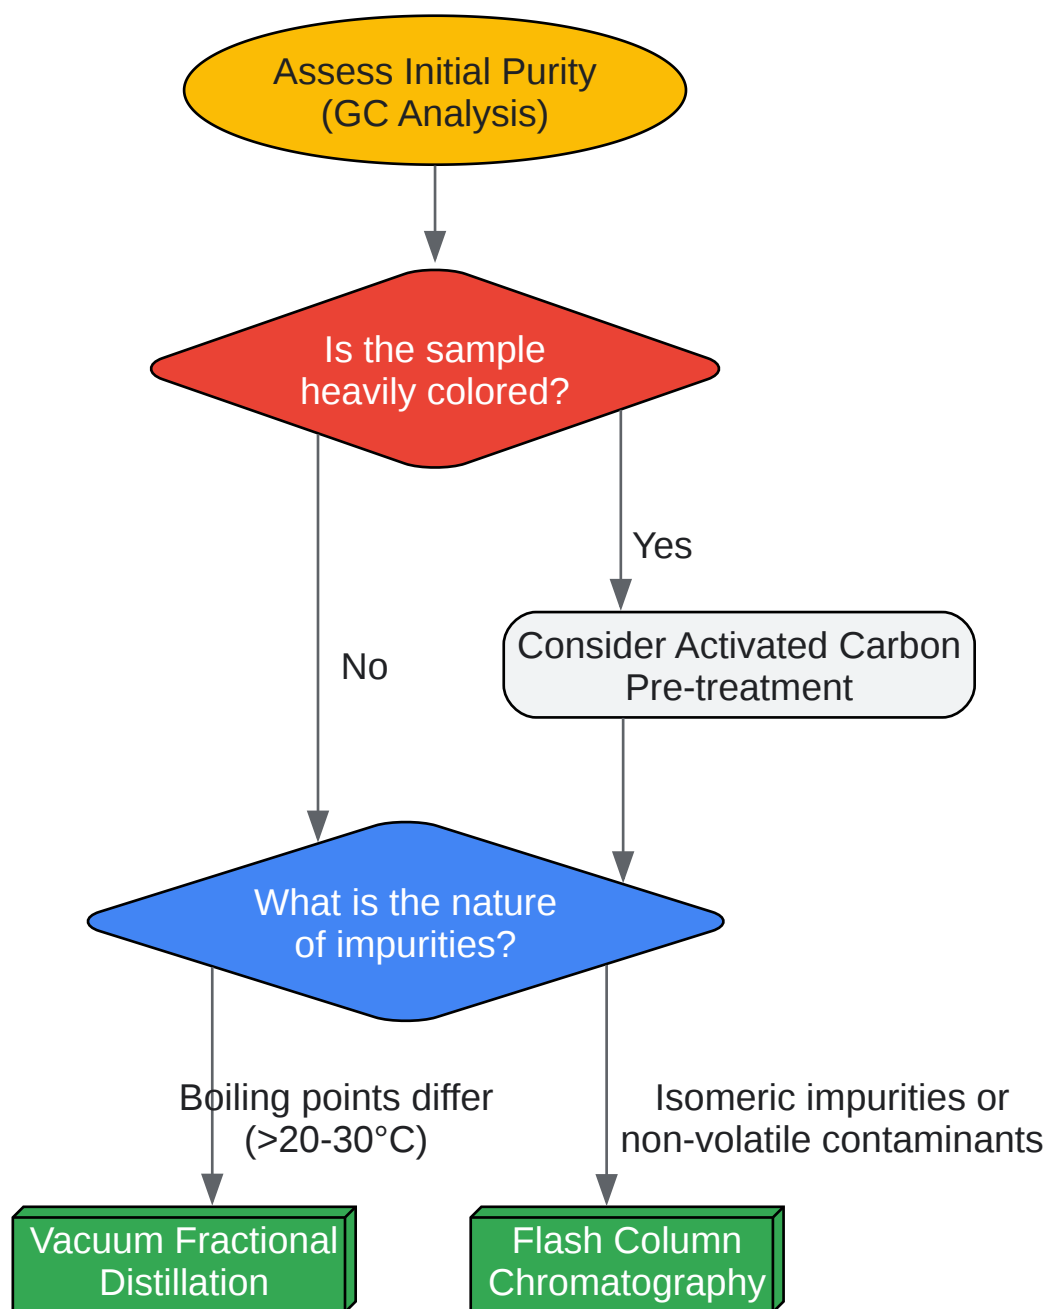 Assess Initial Purity
(GC Analysis)
Is the sample
heavily colored?
Yes
Consider Activated Carbon
Pre-treatment
No
What is the nature
of impurities?
Boiling points differ
(>20-30°C)
Isomeric impurities or
non-volatile contaminants
Vacuum Fractional
Distillation
Flash Column
Chromatography